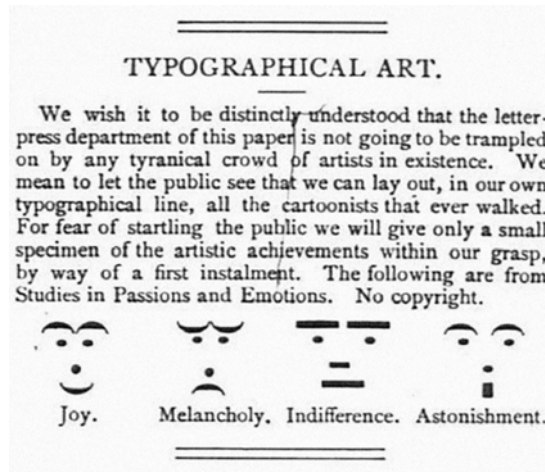 TYPOGRAPHICAL ART.
We wish it to be distinctly understood that the letter-
press department of this paper is not going to be trampled
on by any tyranical crowd of artists in existence. We
mean to let the public see that we can lay out, in our own
typographical line, all the cartoonists that ever walked.
For fear of startling the public we will give only a small
specimen of the artistic achievements within our grasp,
by way of a first instalment. The following are from
Studies in Passions and Emotions. No copyright.
Joy. Melancholy. Indifference. Astonishment.